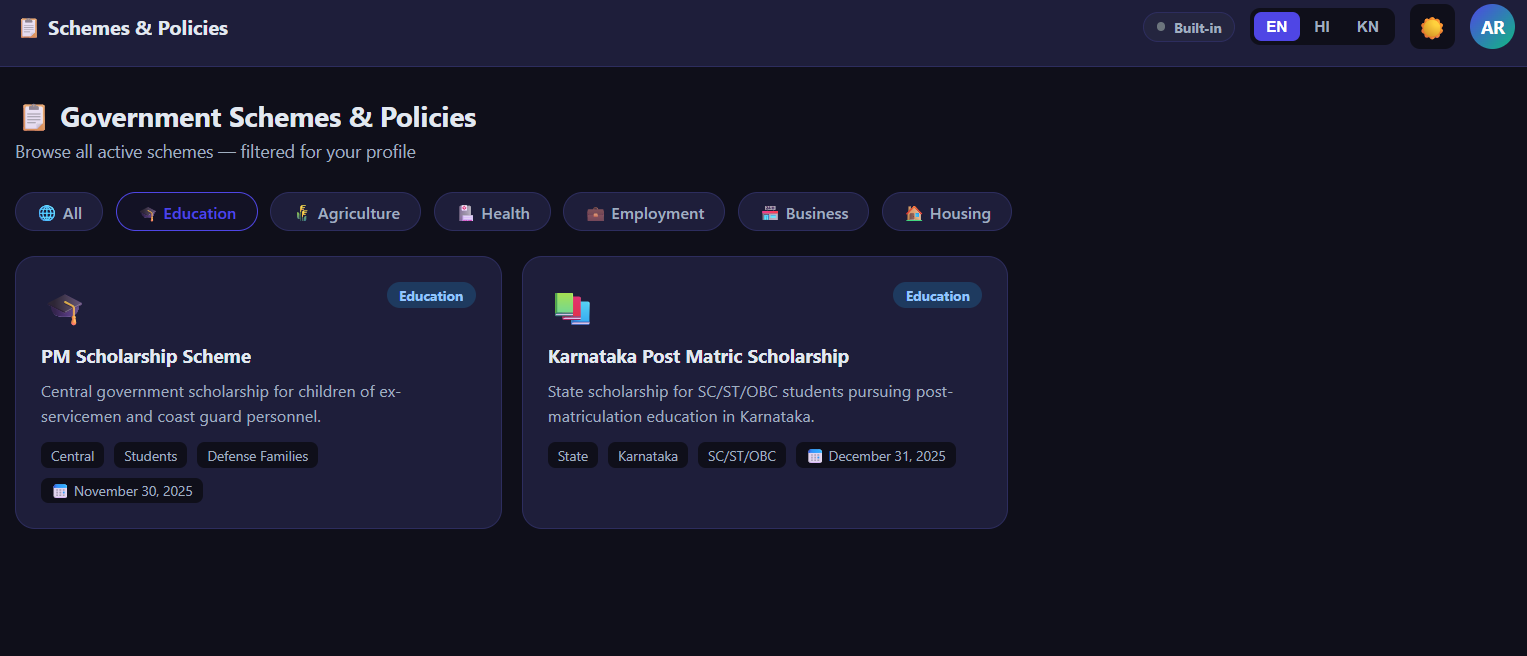 Schemes & Policies
Built-in
EN HI KN
AR
Government Schemes & Policies
Browse all active schemes — filtered for your profile
All Education Agriculture Health Employment Business Housing
Education
PM Scholarship Scheme
Central government scholarship for children of ex-
servicemen and coast guard personnel.
Central Students Defense Families
November 30, 2025
Education
Karnataka Post Matric Scholarship
State scholarship for SC/ST/OBC students pursuing post-
matriculation education in Karnataka.
State Karnataka SC/ST/OBC December 31, 2025